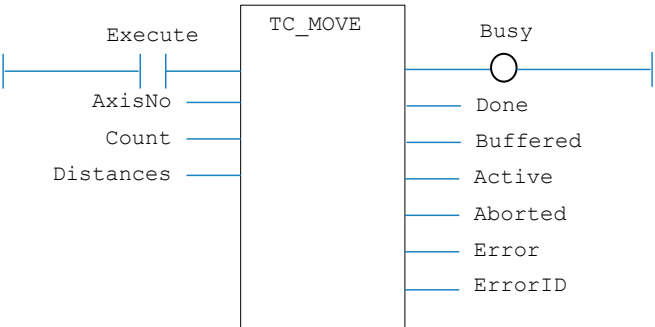 TC_MOVE
Execute
Busy
AxisNo
Done
Count
Buffered
Distances
Active
Aborted
Error
ErrorID